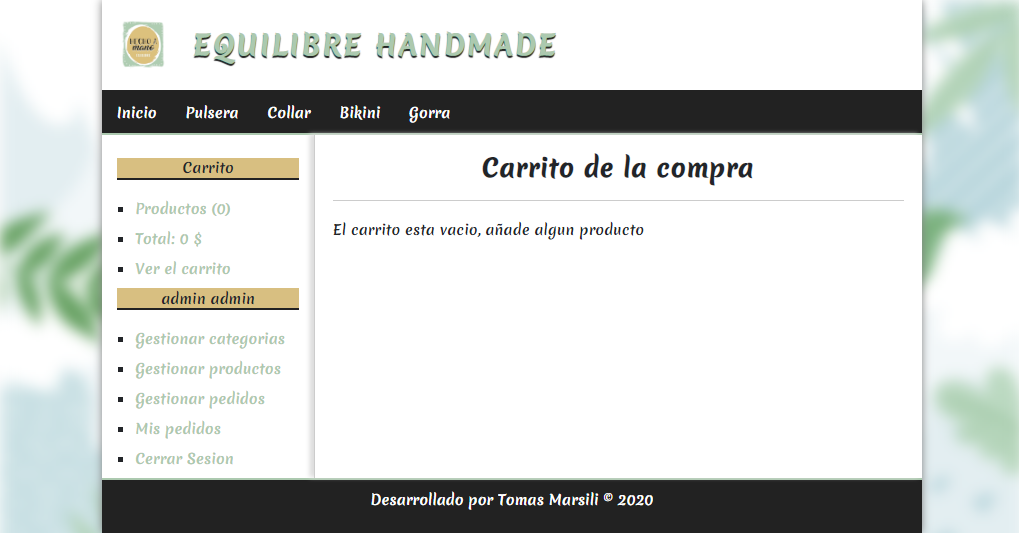 HECHO A
mano
EQUILIBRE HANDMADE
Inicio Pulsera Collar Bikini Gorra
Carrito
Productos (0)
Total: 0 $
Ver el carrito
admin admin
Gestionar categorias
Gestionar productos
Gestionar pedidos
Mis pedidos
Cerrar Sesion
Carrito de la compra
El carrito esta vacio, añade algun producto
Desarrollado por Tomas Marsili © 2020